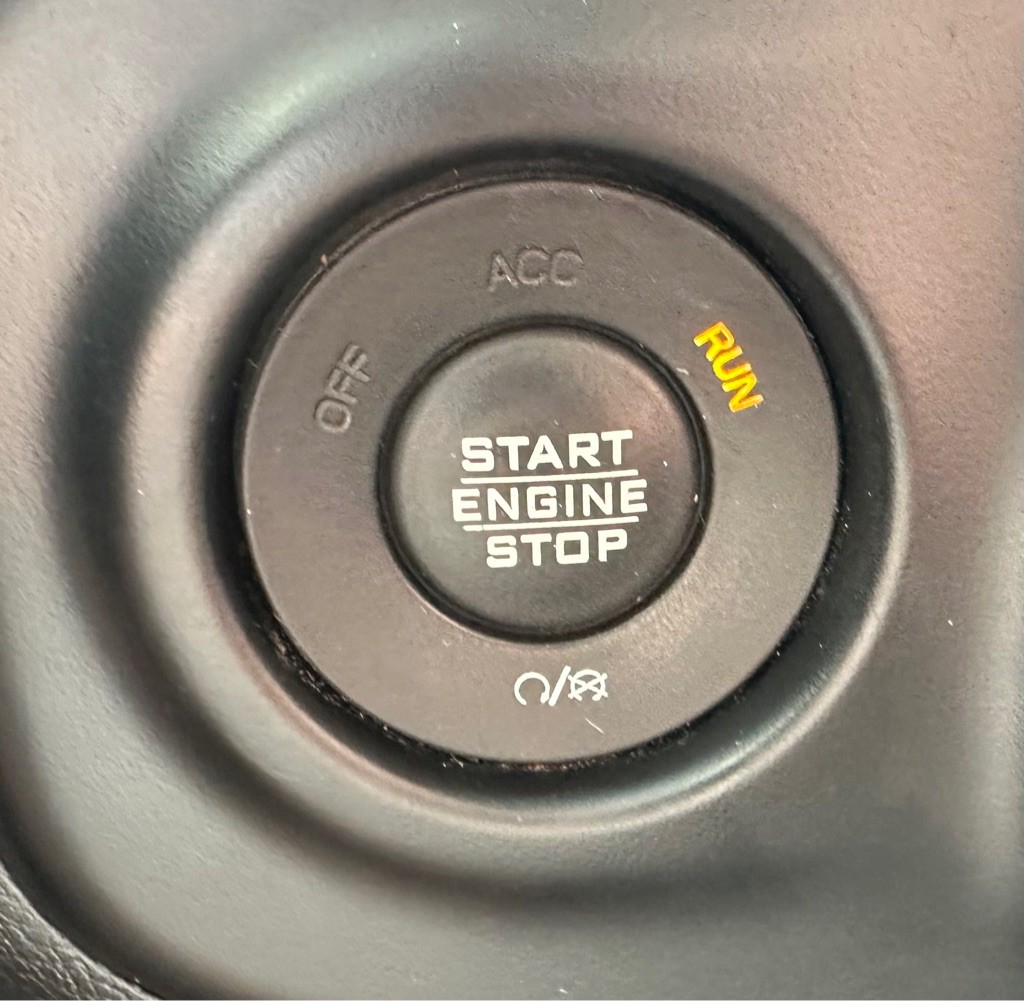 ACC
OFF
RUN
START
ENGINE
STOP